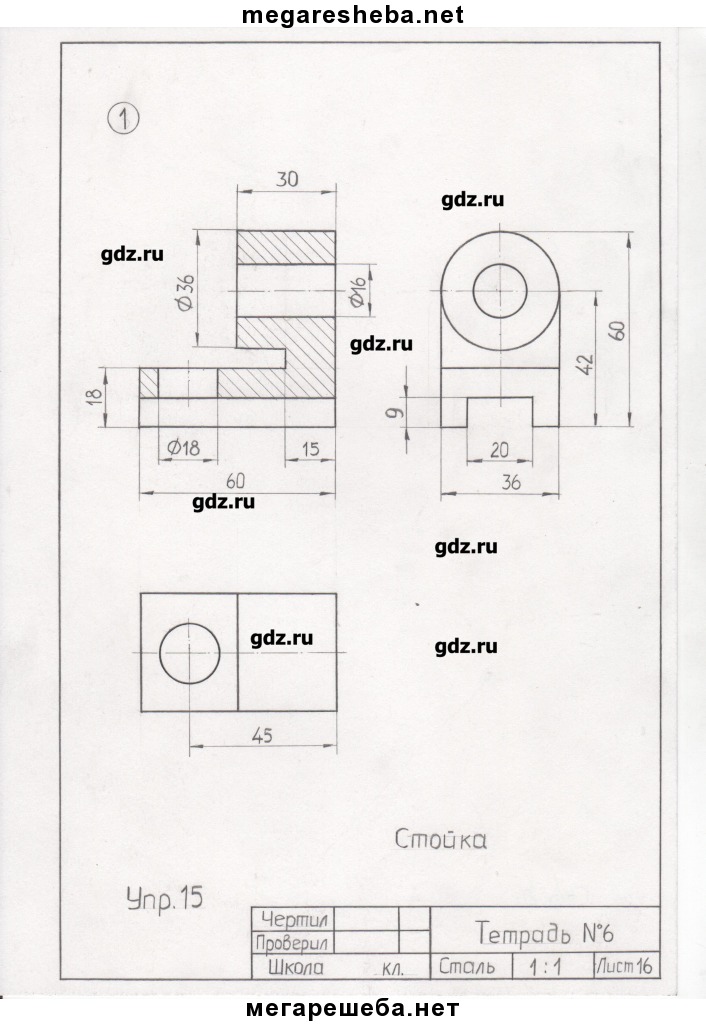 megaresheba.net
1
30
gdz.ru
gdz.ru
Ø36
Ø16
gdz.ru
18
Ø18
15
60
gdz.ru
60
42
9
20
36
gdz.ru
gdz.ru
gdz.ru
45
Стойка
Упр.15
Чертил
Проверил
Школа кл.
Тетрадь №6
Сталь 1:1 Лист 16
мегарешеба.нет